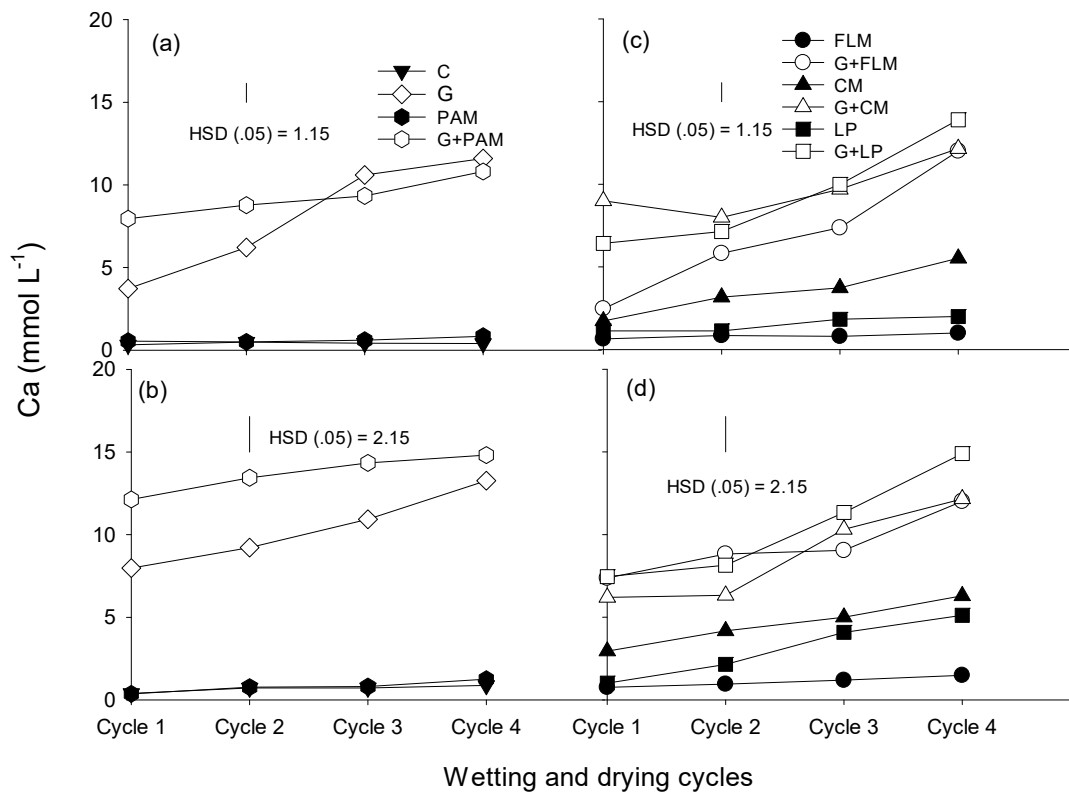 20
15
10
5
0
(a)
C
G
PAM
G+PAM
HSD (.05) = 1.15
(c)
FLM
G+FLM
CM
G+CM
LP
G+LP
HSD (.05) = 1.15
Ca (mmol L⁻¹)
20
15
10
5
0
(b)
HSD (.05) = 2.15
(d)
HSD (.05) = 2.15
Cycle 1 Cycle 2 Cycle 3 Cycle 4 Cycle 1 Cycle 2 Cycle 3 Cycle 4
Wetting and drying cycles